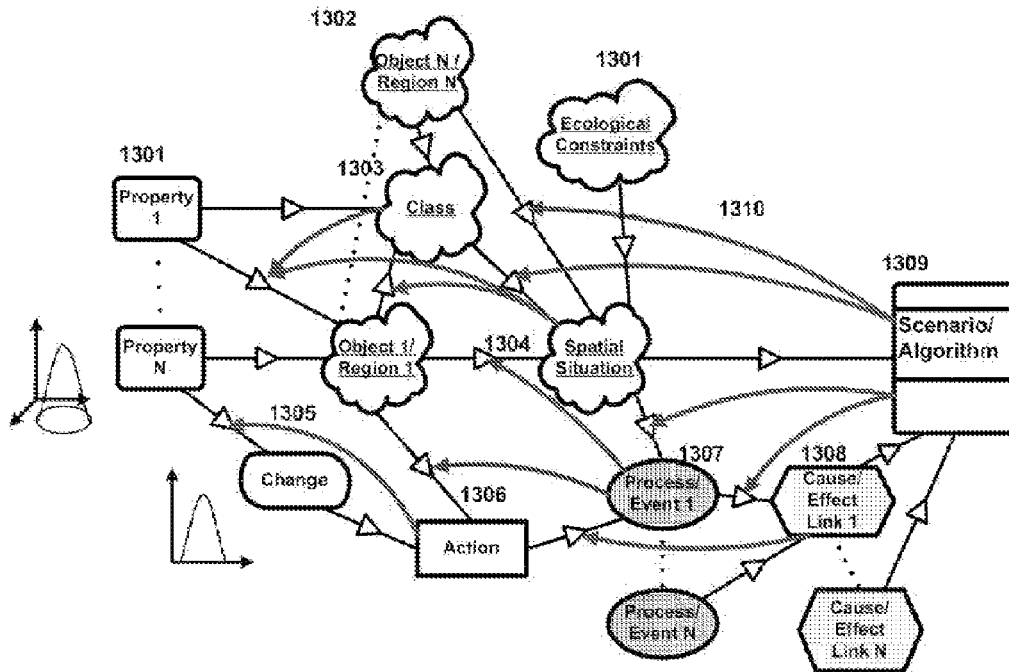 1302
Object N /
Region N
1301
Ecological
Constraints
1301
1303
Property
1
Class
1310
1309
Property
N
Object 1/
Region 1
1304
Spatial
Situation
Scenario/
Algorithm
1305
Change
1306
Action
1307
Process/
Event 1
1308
Cause/
Effect
Link 1
Process/
Event N
Cause/
Effect
Link N